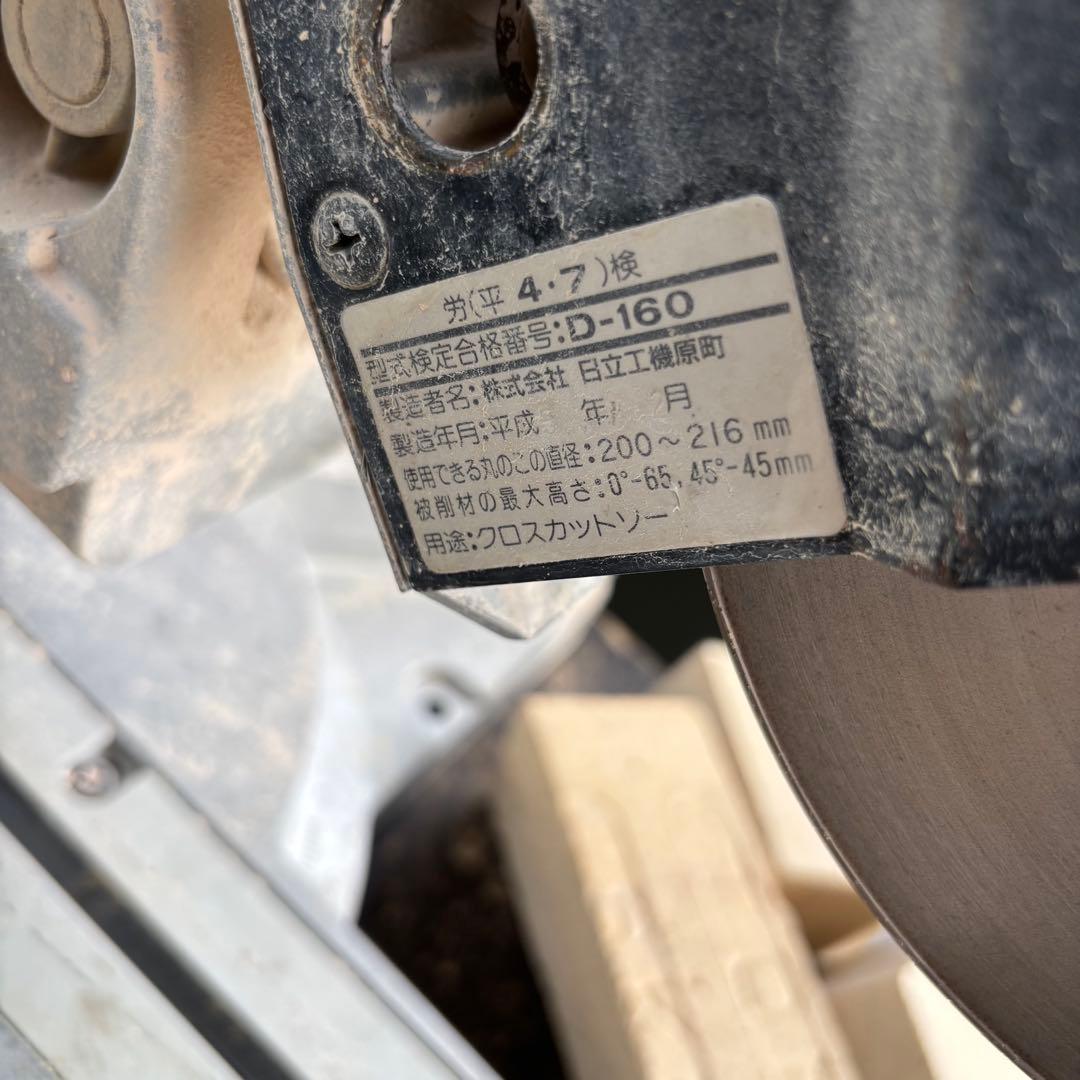 労(平 4・7)検
型式検定合格番号:D-160
製造者名:株式会社 日立工機原町
製造年月:平成 年 月
使用できる丸のこの直径:200～216mm
被削材の最大高さ:0°-65,45°-45mm
用途:クロスカットソー